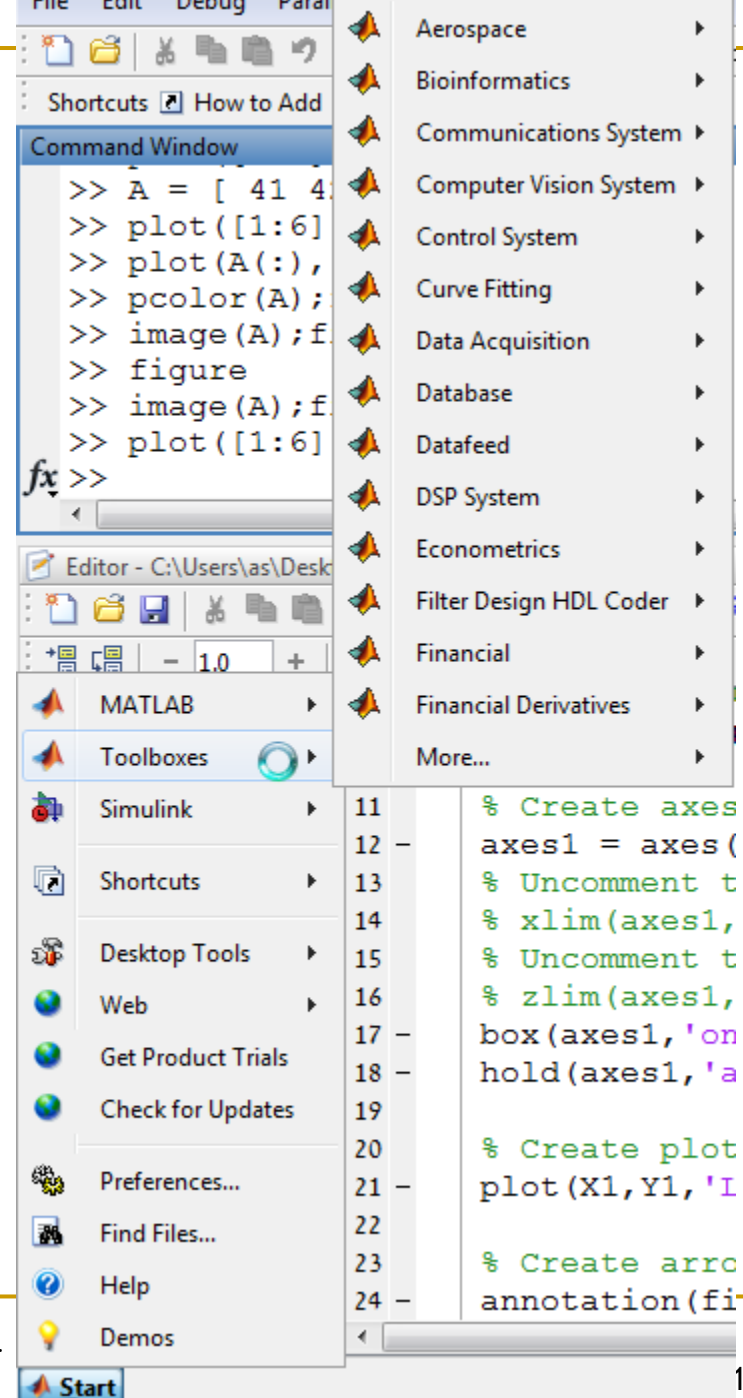 File Edit Debug Paral
Shortcuts How to Add
Command Window
>> A = [ 41 42
>> plot([1:6]
>> plot(A(:),
>> pcolor(A);
>> image(A);f
>> figure
>> image(A);f
>> plot([1:6]
fx >>
Editor - C:\Users\as\Desk
- 1.0 +
Aerospace
Bioinformatics
Communications System
Computer Vision System
Control System
Curve Fitting
Data Acquisition
Database
Datafeed
DSP System
Econometrics
Filter Design HDL Coder
Financial
Financial Derivatives
More...
MATLAB
Toolboxes
Simulink
Shortcuts
Desktop Tools
Web
Get Product Trials
Check for Updates
Preferences...
Find Files...
Help
Demos
Start
11 % Create axes
12 - axes1 = axes(
13 % Uncomment t
14 % xlim(axes1,
15 % Uncomment t
16 % zlim(axes1,
17 - box(axes1,'on
18 - hold(axes1,'a
19
20 % Create plot
21 - plot(X1,Y1,'L
22
23 % Create arro
24 - annotation(fi
1